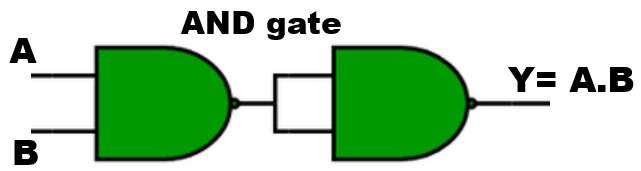 AND gate
A
Y= A.B
B